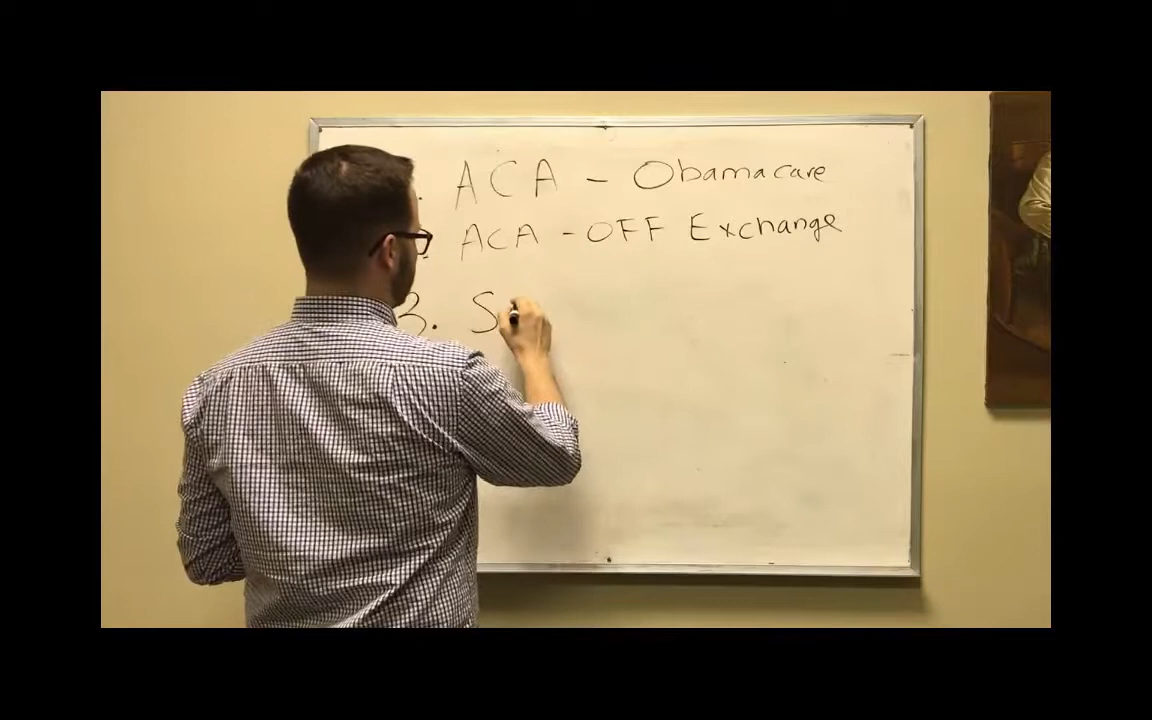 . ACA - Obamacare
. ACA - OFF Exchange
3. S